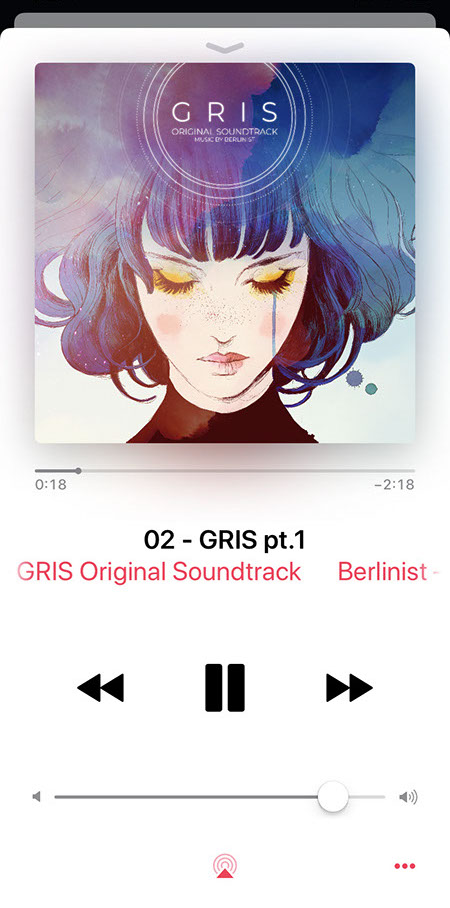 GRIS
ORIGINAL SOUNDTRACK
MUSIC BY BERLINIST
0:18 −2:18
02 - GRIS pt.1
GRIS Original Soundtrack Berlinist -